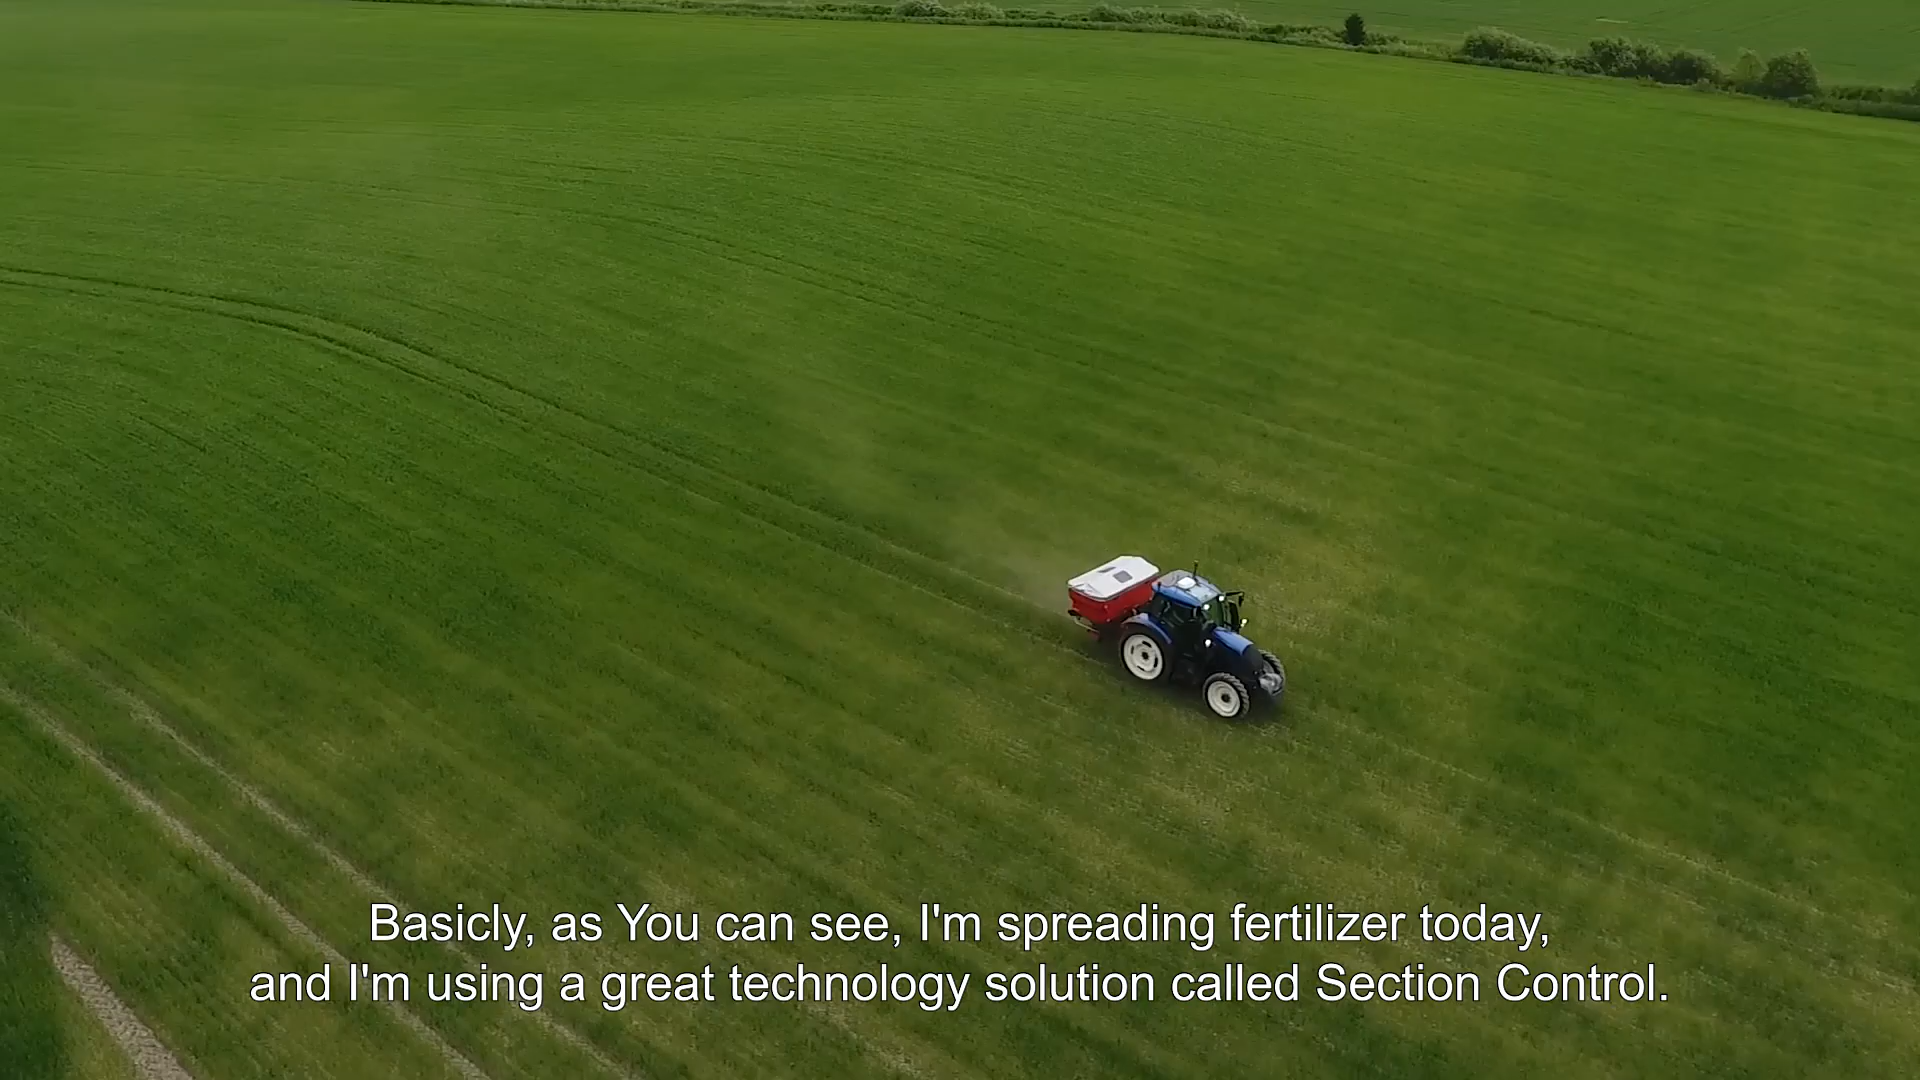 Basicly, as You can see, I'm spreading fertilizer today,
and I'm using a great technology solution called Section Control.